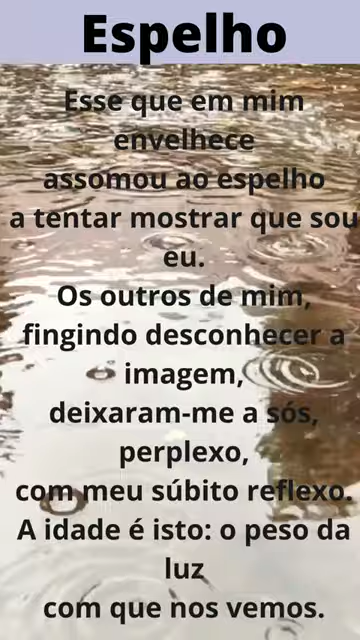 Espelho
Esse que em mim
envelhece
assomou ao espelho
a tentar mostrar que sou
eu.
Os outros de mim,
fingindo desconhecer a
imagem,
deixaram-me a sós,
perplexo,
com meu súbito reflexo.
A idade é isto: o peso da
luz
com que nos vemos.